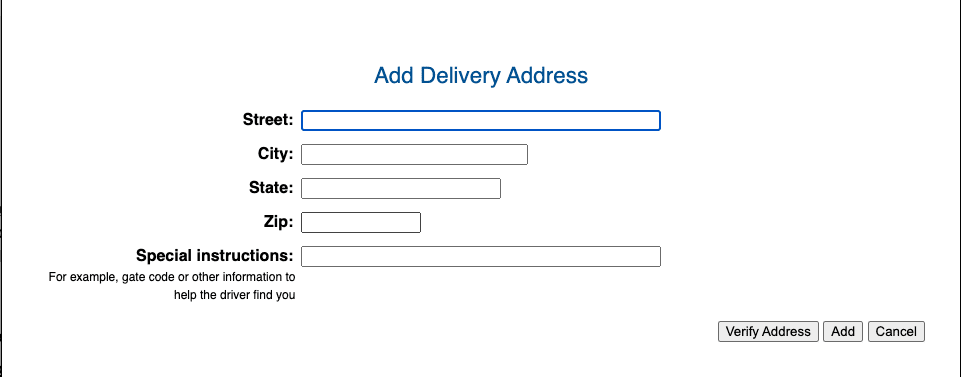 Add Delivery Address
Street:
City:
State:
Zip:
Special instructions:
For example, gate code or other information to
help the driver find you
Verify Address Add Cancel